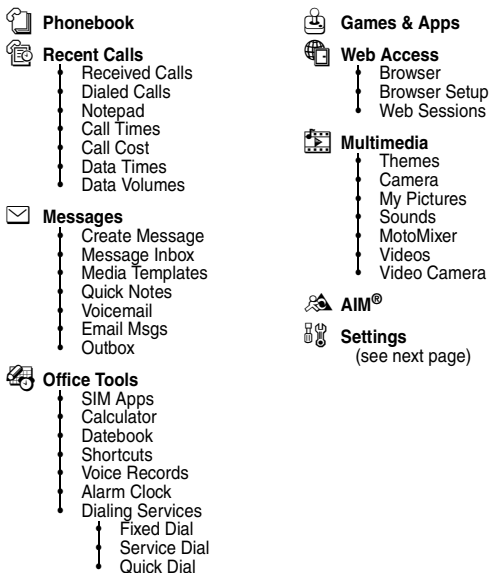 Phonebook
Recent Calls
Received Calls
Dialed Calls
Notepad
Call Times
Call Cost
Data Times
Data Volumes
Messages
Create Message
Message Inbox
Media Templates
Quick Notes
Voicemail
Email Msgs
Outbox
Office Tools
SIM Apps
Calculator
Datebook
Shortcuts
Voice Records
Alarm Clock
Dialing Services
Fixed Dial
Service Dial
Quick Dial
Games & Apps
Web Access
Browser
Browser Setup
Web Sessions
Multimedia
Themes
Camera
My Pictures
Sounds
MotoMixer
Videos
Video Camera
AIM®
Settings
(see next page)